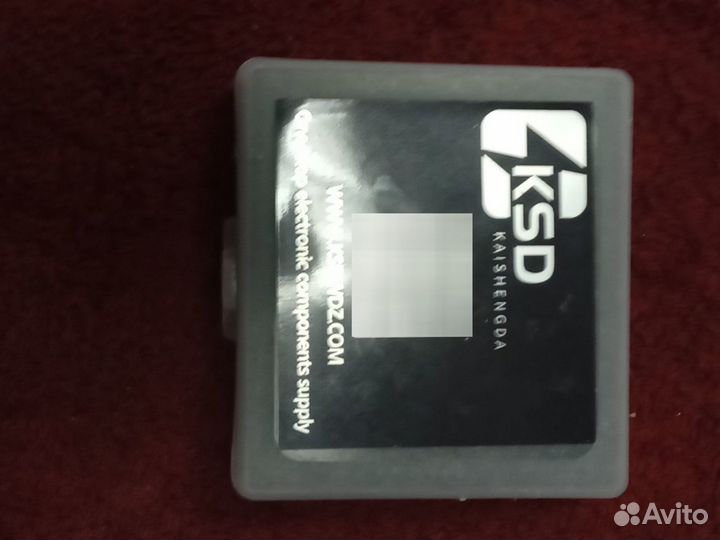 KSD
KAISHENGDA
electronic components supply
Avito